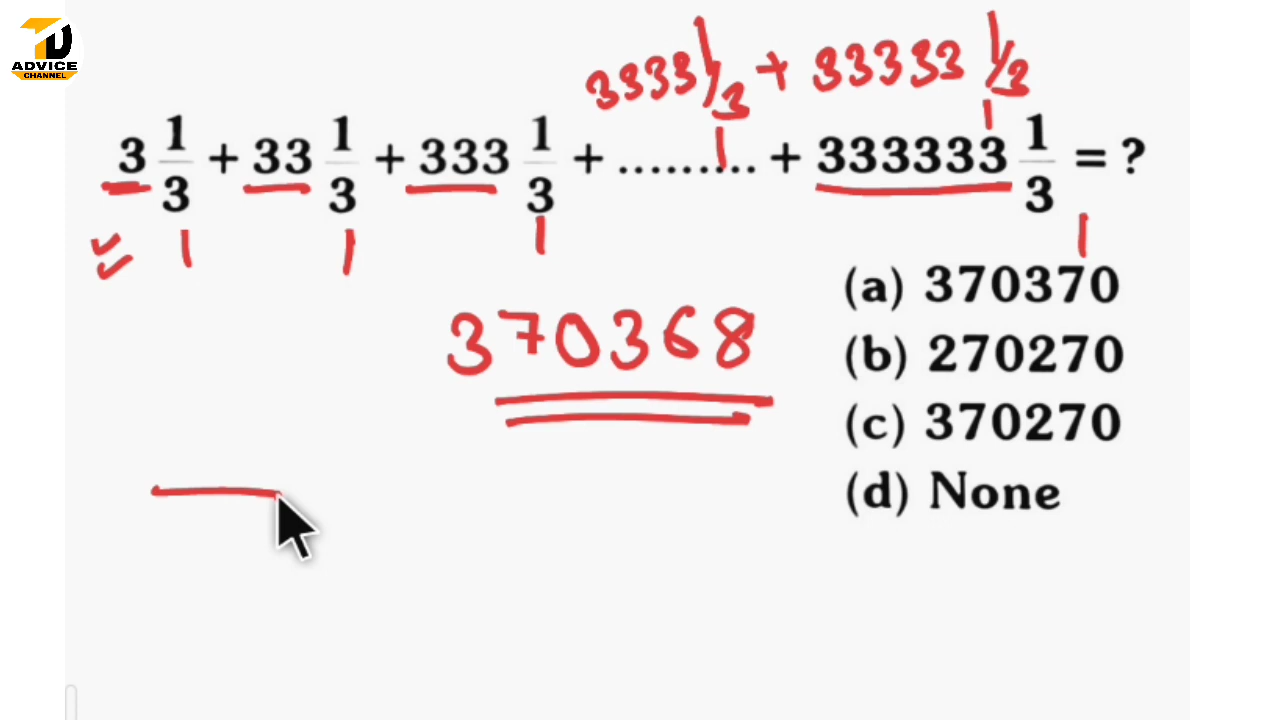 TD
ADVICE
CHANNEL
3333 1/3 + 33333 1/3
3 1/3 + 33 1/3 + 333 1/3 + .......... + 333333 1/3 = ?
370368
(a) 370370
(b) 270270
(c) 370270
(d) None